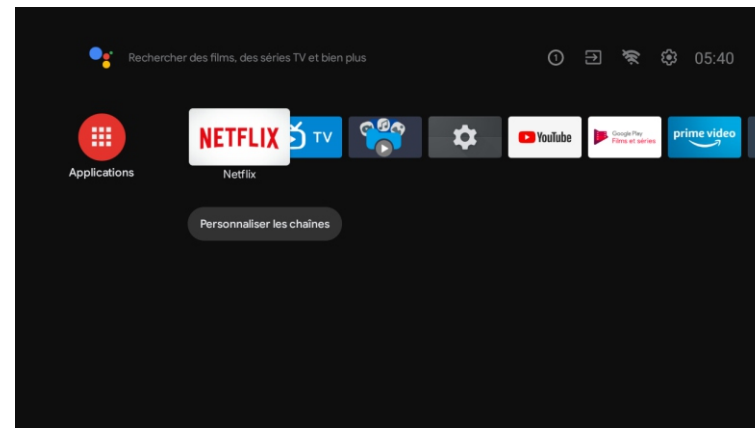 Rechercher des films, des séries TV et bien plus
1
05:40
NETFLIX
TV
YouTube
Google Play
Films et séries
prime video
Applications
Netflix
Personnaliser les chaînes